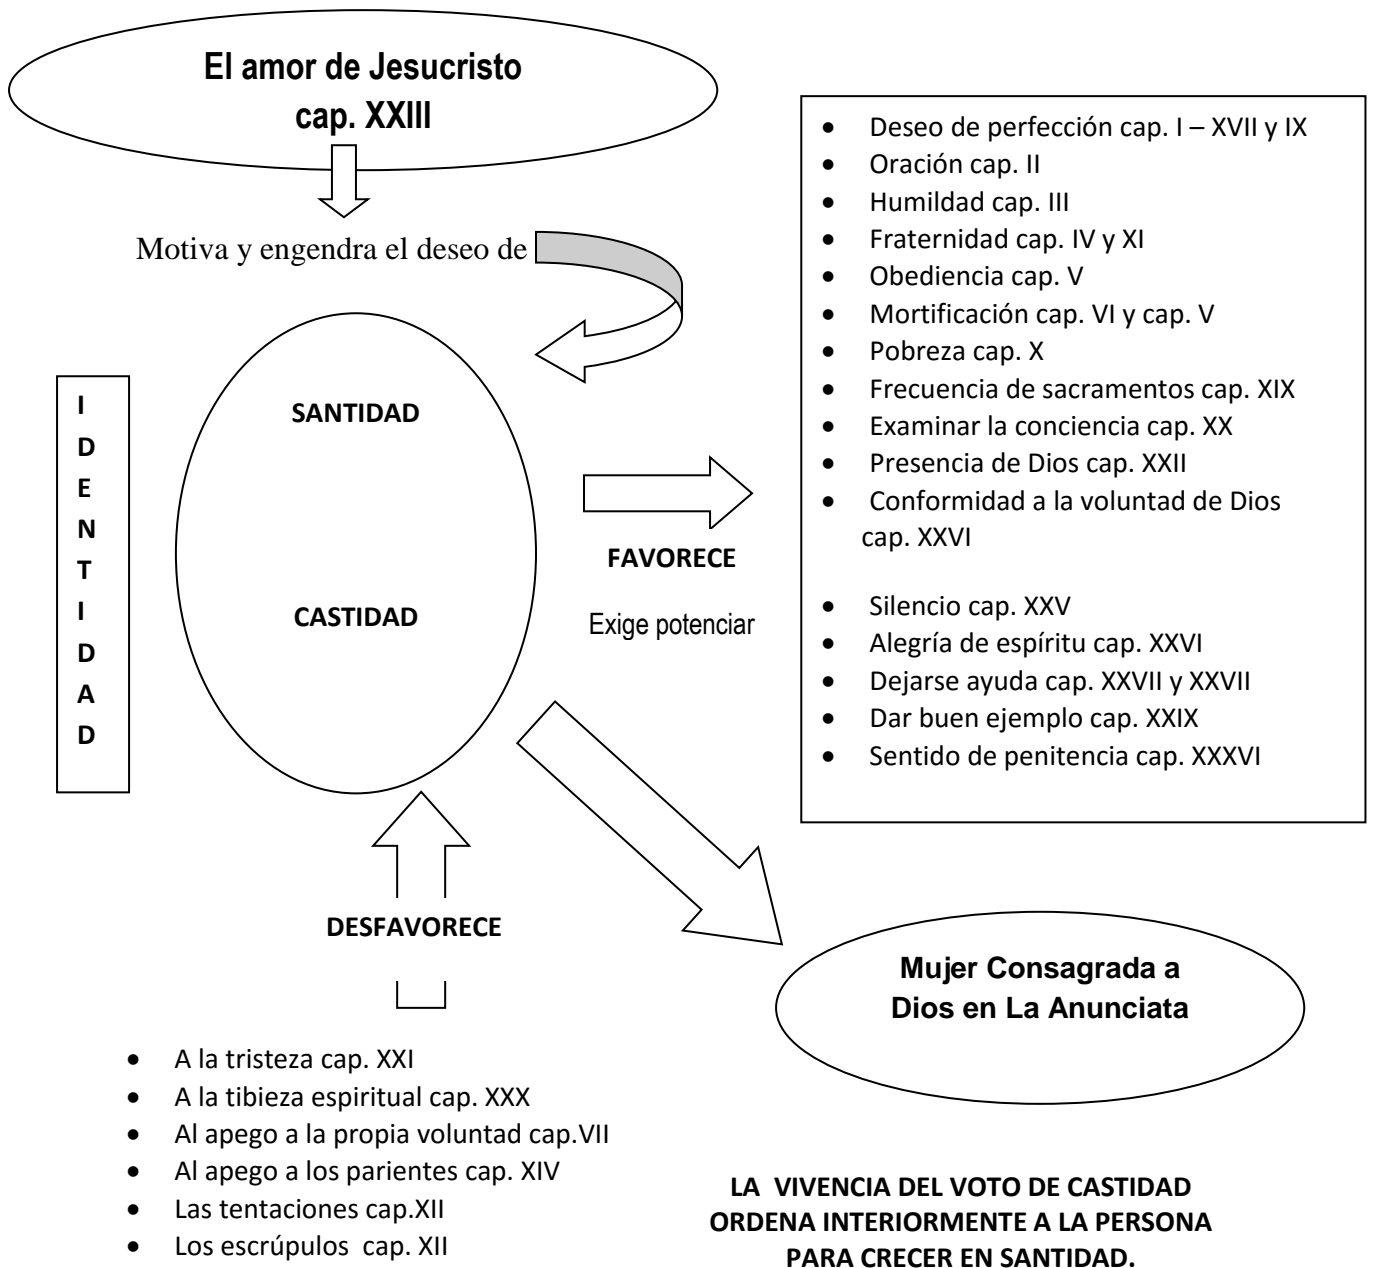 El amor de Jesucristo
cap. XXIII
Motiva y engendra el deseo de
I
D
E
N
T
I
D
A
D
SANTIDAD
CASTIDAD
FAVORECE
Exige potenciar
• Deseo de perfección cap. I – XVII y IX
• Oración cap. II
• Humildad cap. III
• Fraternidad cap. IV y XI
• Obediencia cap. V
• Mortificación cap. VI y cap. V
• Pobreza cap. X
• Frecuencia de sacramentos cap. XIX
• Examinar la conciencia cap. XX
• Presencia de Dios cap. XXII
• Conformidad a la voluntad de Dios
cap. XXVI
• Silencio cap. XXV
• Alegría de espíritu cap. XXVI
• Dejarse ayuda cap. XXVII y XXVII
• Dar buen ejemplo cap. XXIX
• Sentido de penitencia cap. XXXVI
DESFAVORECE
• A la tristeza cap. XXI
• A la tibieza espiritual cap. XXX
• Al apego a la propia voluntad cap.VII
• Al apego a los parientes cap. XIV
• Las tentaciones cap.XII
• Los escrúpulos cap. XII
Mujer Consagrada a
Dios en La Anunciata
LA VIVENCIA DEL VOTO DE CASTIDAD
ORDENA INTERIORMENTE A LA PERSONA
PARA CRECER EN SANTIDAD.